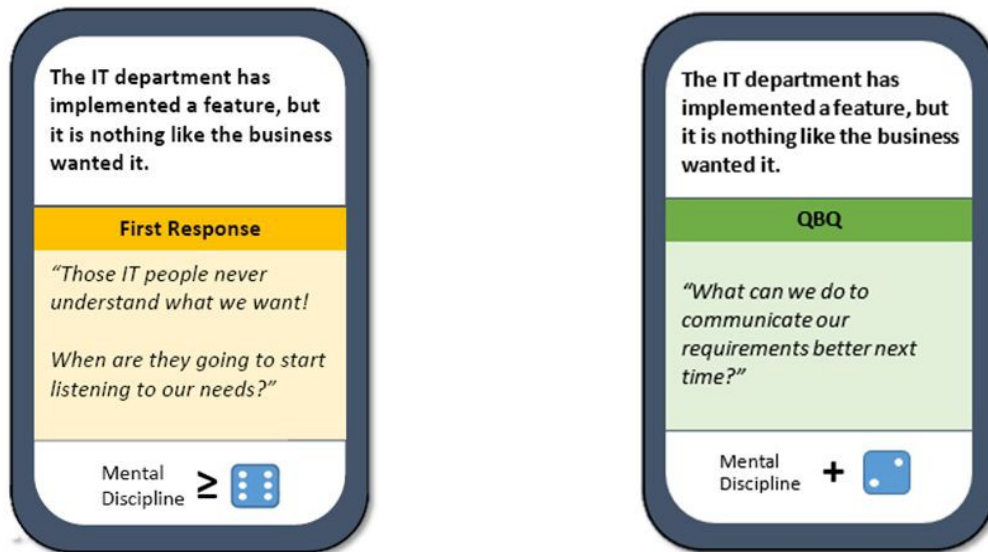 The IT department has
implemented a feature, but
it is nothing like the business
wanted it.
First Response
“Those IT people never
understand what we want!
When are they going to start
listening to our needs?”
Mental
Discipline ≥
The IT department has
implemented a feature, but
it is nothing like the business
wanted it.
QBQ
“What can we do to
communicate our
requirements better next
time?”
Mental
Discipline +